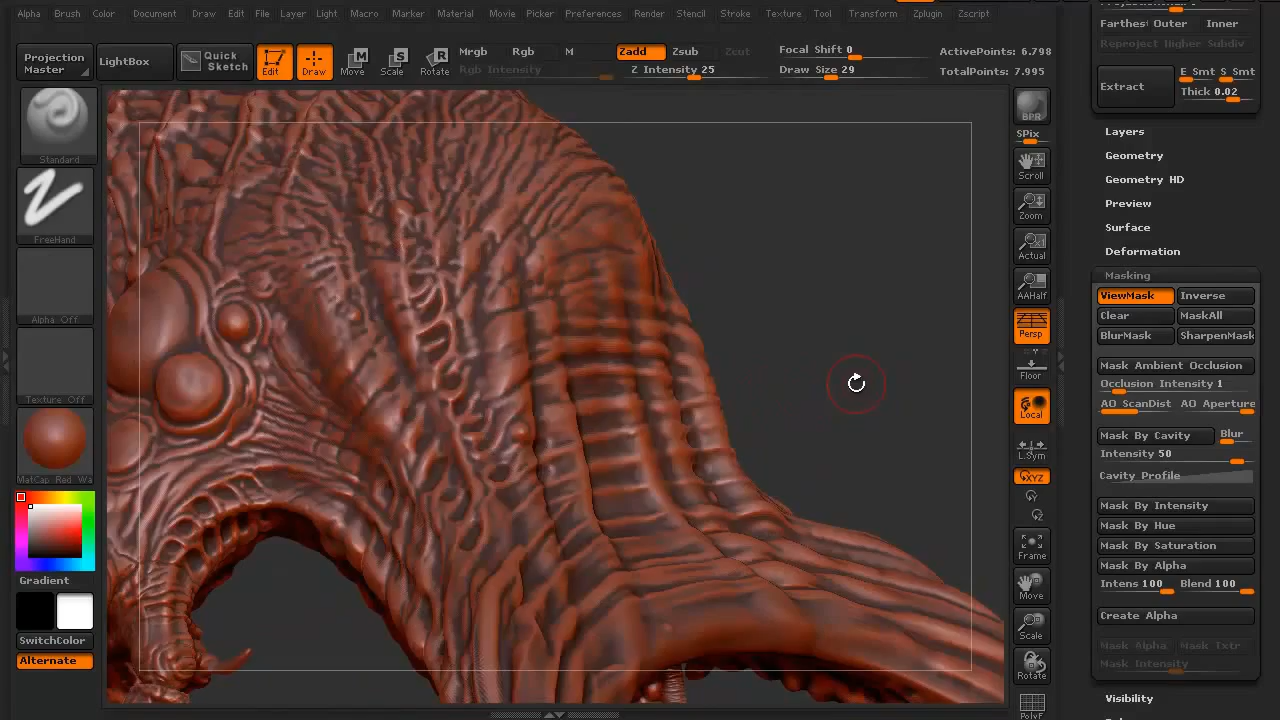 Alpha Brush Color Document Draw Edit File Layer Light Macro Marker Material Movie Picker Preferences Render Stencil Stroke Texture Tool Transform Zplugin Zscript
Projection Master
LightBox
Quick Sketch
Edit
Draw
Move
Scale
Rotate
Mrgb Rgb M
Rgb Intensity
Zadd Zsub Zcut
Z Intensity 25
Focal Shift 0
Draw Size 29
ActivePoints: 6.798
TotalPoints: 7.995
Standard
FreeHand
Alpha Off
Texture Off
MatCap Red Wa
Gradient
SwitchColor
Alternate
BPR
SPix
Scroll
Zoom
Actual
AAHalf
Persp
Floor
Local
L.Sym
XYZ
Y
Z
Frame
Move
Scale
Rotate
PolyF
Farthest Outer Inner
Reproject Higher Subdiv
Extract
E Smt S Smt
Thick 0.02
Layers
Geometry
Geometry HD
Preview
Surface
Deformation
Masking
ViewMask Inverse
Clear MaskAll
BlurMask SharpenMask
Mask Ambient Occlusion
Occlusion Intensity 1
AO ScanDist AO Aperture
Mask By Cavity Blur
Intensity 50
Cavity Profile
Mask By Intensity
Mask By Hue
Mask By Saturation
Mask By Alpha
Intens 100 Blend 100
Create Alpha
Mask Alpha Mask Txtr
Mask Intensity
Visibility